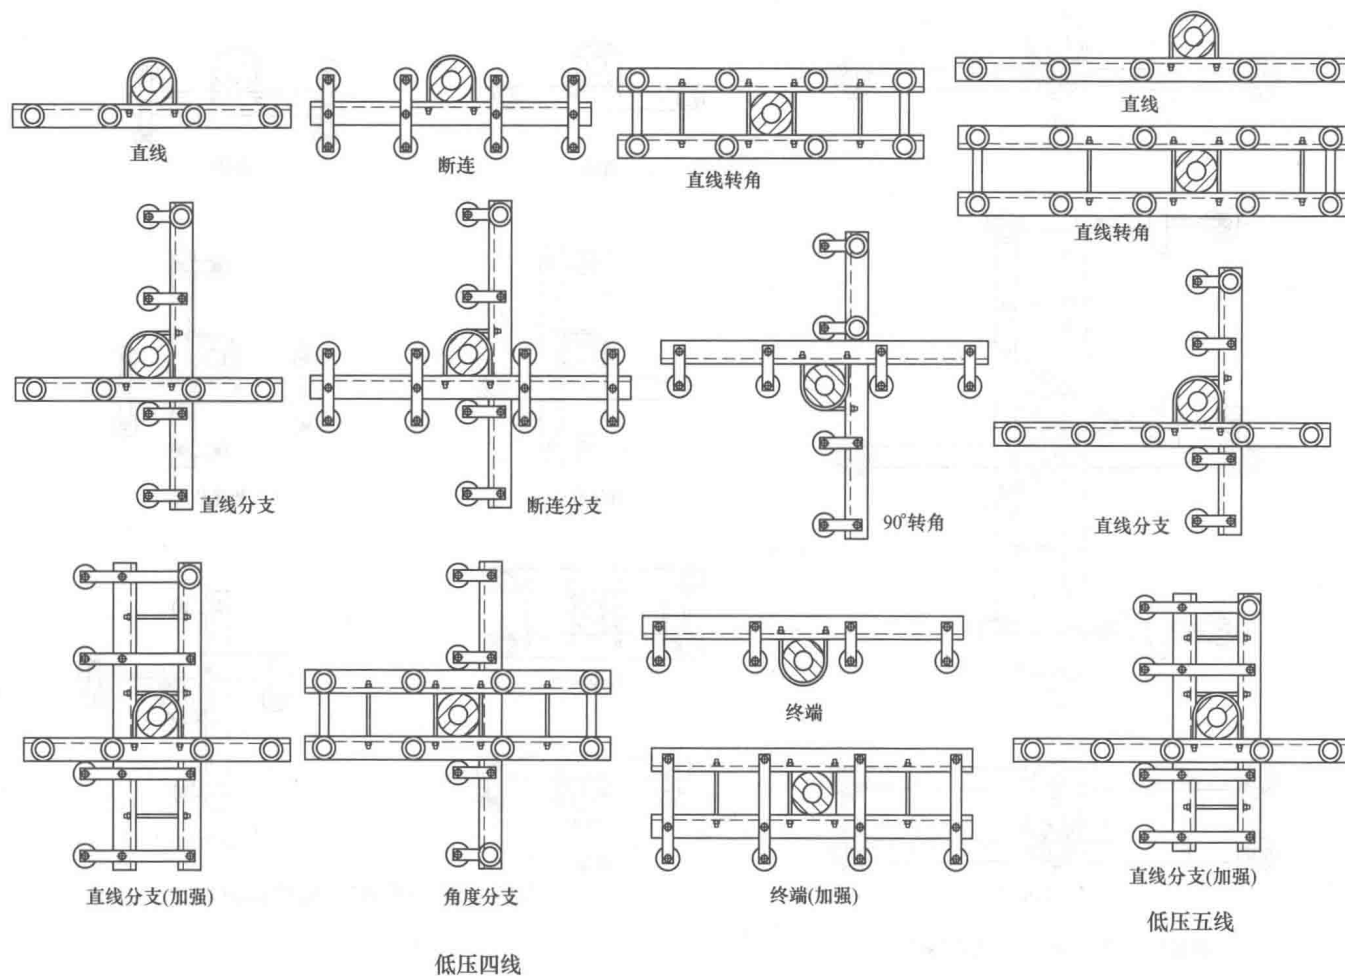 直线
断连
直线转角
直线
直线转角
直线分支
断连分支
90°转角
直线分支
直线分支(加强)
角度分支
终端
终端(加强)
直线分支(加强)
低压五线
低压四线